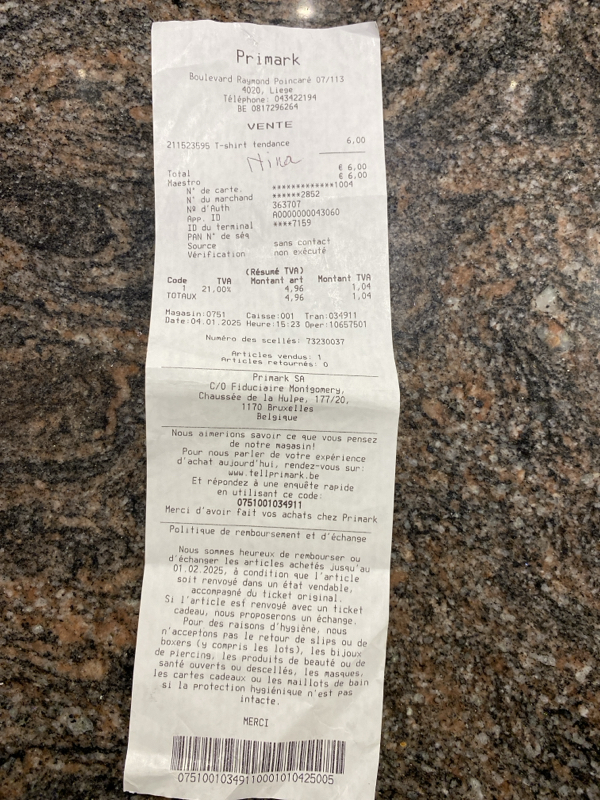 Primark
Boulevard Raymond Poincaré 07/113
4020, Liege
Téléphone: 043422194
BE 0817296264
VENTE
211523595 T-shirt tendance 6,00
Nina
Total € 6,00
Maestro € 6,00
N° de carte. *************1004
N° du marchand ******2852
Nº d'Auth 363707
App. ID A0000000043060
ID du terminal ****7159
PAN N° de séq
Source sans contact
Vérification non exécuté
(Résumé TVA)
Code TVA Montant art Montant TVA
1 21,00% 4,96 1,04
TOTAUX 4,96 1,04
Magasin:0751 Caisse:001 Tran:034911
Date:04.01.2025 Heure:15:23 Oper:10657501
Numéro des scellés: 73230037
Articles vendus: 1
Articles retournés: 0
Primark SA
C/O Fiduciaire Montgomery,
Chaussée de la Hulpe, 177/20,
1170 Bruxelles
Belgique
Nous aimerions savoir ce que vous pensez
de notre magasin!
Pour nous parler de votre expérience
d'achat aujourd'hui, rendez-vous sur:
www.tellprimark.be
Et répondez à une enquête rapide
en utilisant ce code:
0751001034911
Merci d'avoir fait vos achats chez Primark
Politique de remboursement et d'échange
Nous sommes heureux de rembourser ou
d'échanger les articles achetés jusqu'au
01.02.2025, à condition que l'article
soit renvoyé dans un état vendable,
accompagné du ticket original.
Si l'article est renvoyé avec un ticket
cadeau, nous proposerons un échange.
Pour des raisons d'hygiène, nous
n'acceptons pas le retour de slips ou de
boxers (y compris les lots), les bijoux
de piercing, les produits de beauté ou de
santé ouverts ou descellés, les masques,
les cartes cadeaux ou les maillots de bain
si la protection hygiénique n'est pas
intacte.
MERCI
07510010349110001010425005